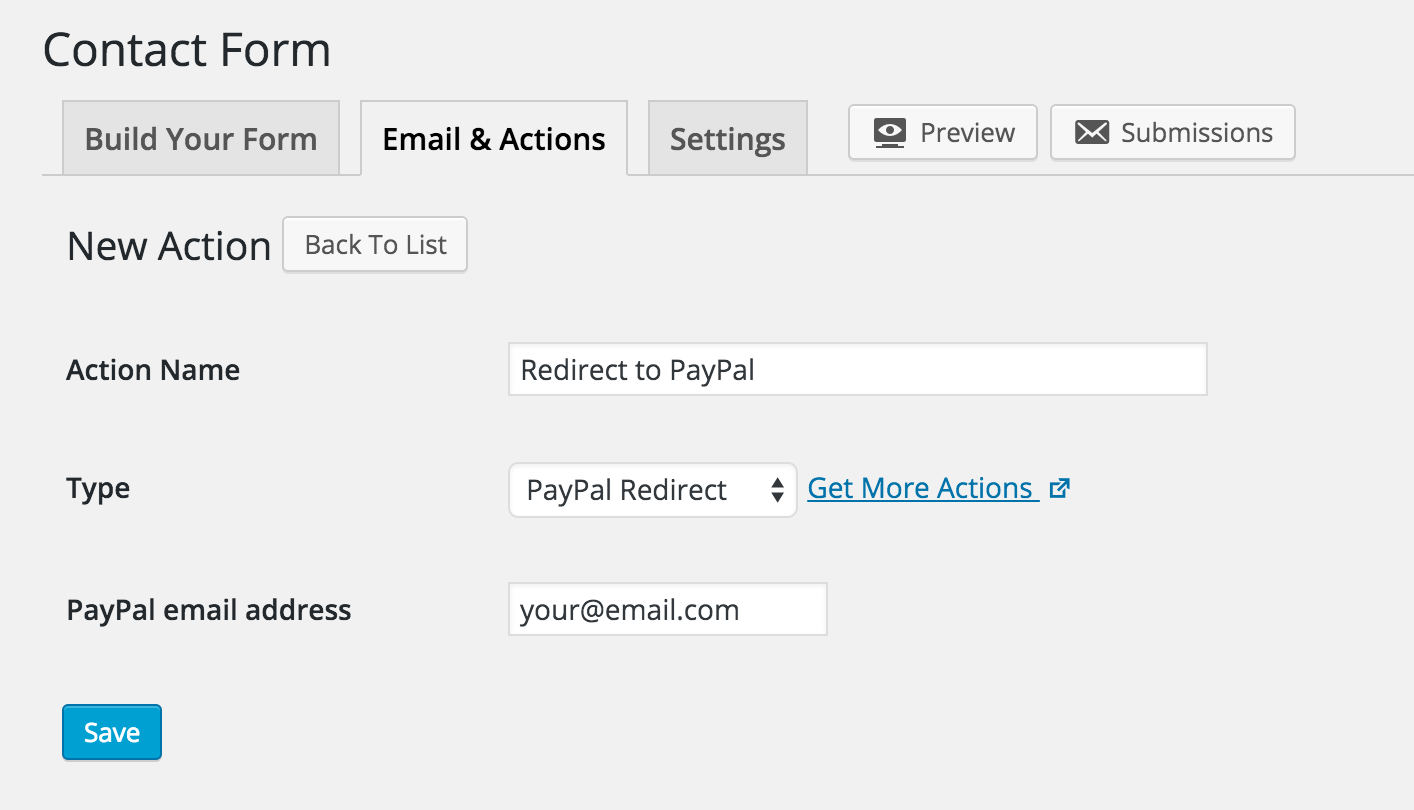 Contact Form
Build Your Form Email & Actions Settings Preview Submissions
New Action Back To List
Action Name Redirect to PayPal
Type PayPal Redirect Get More Actions
PayPal email address your@email.com
Save